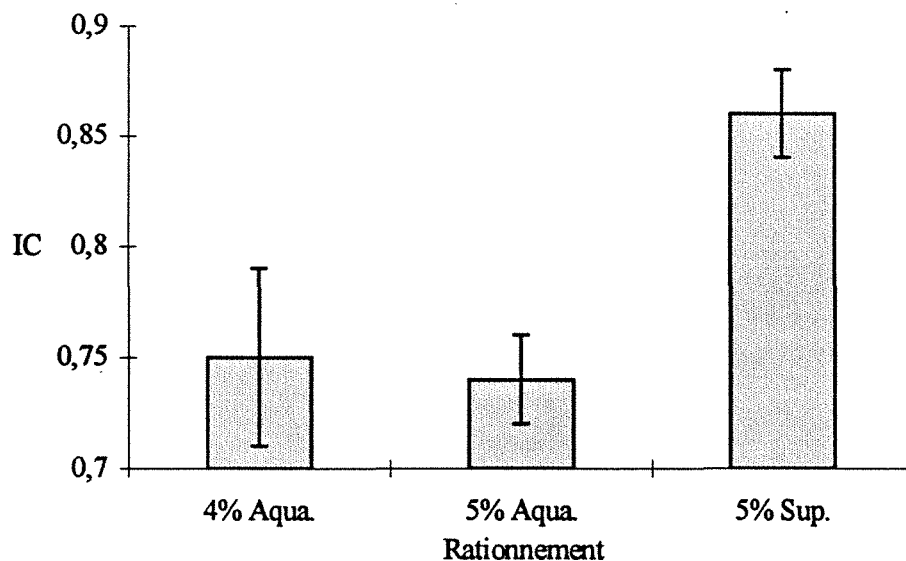 0,9
0,85
IC 0,8
0,75
0,7
4% Aqua. 5% Aqua. 5% Sup.
Rationnement